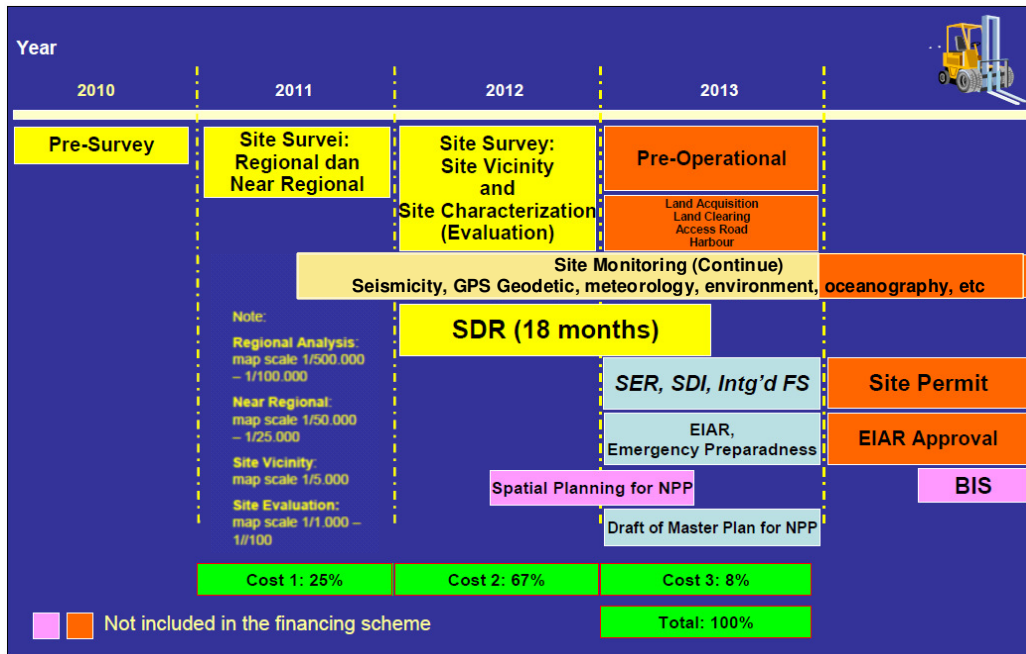 Year
2010
2011
2012
2013
Pre-Survey
Site Survei:
Regional dan
Near Regional
Site Survey:
Site Vicinity
and
Site Characterization
(Evaluation)
Pre-Operational
Land Acquisition
Land Clearing
Access Road
Harbour
Site Monitoring (Continue)
Seismicity, GPS Geodetic, meteorology, environment, oceanography, etc
Note:
Regional Analysis:
map scale 1/500.000
– 1/100.000
Near Regional:
map scale 1/50.000
– 1/25.000
Site Vicinity:
map scale 1/5.000
Site Evaluation:
map scale 1/1.000 –
1//100
SDR (18 months)
SER, SDI, Intg'd FS
Site Permit
EIAR,
Emergency Preparadness
EIAR Approval
Spatial Planning for NPP
BIS
Draft of Master Plan for NPP
Cost 1: 25%
Cost 2: 67%
Cost 3: 8%
Not included in the financing scheme
Total: 100%